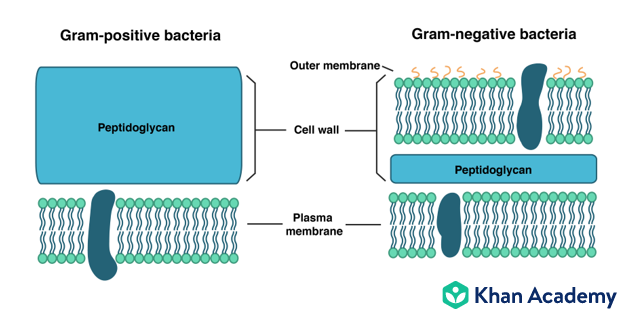 Gram-positive bacteria
Gram-negative bacteria
Outer membrane
Peptidoglycan
Cell wall
Peptidoglycan
Plasma
membrane
Khan Academy